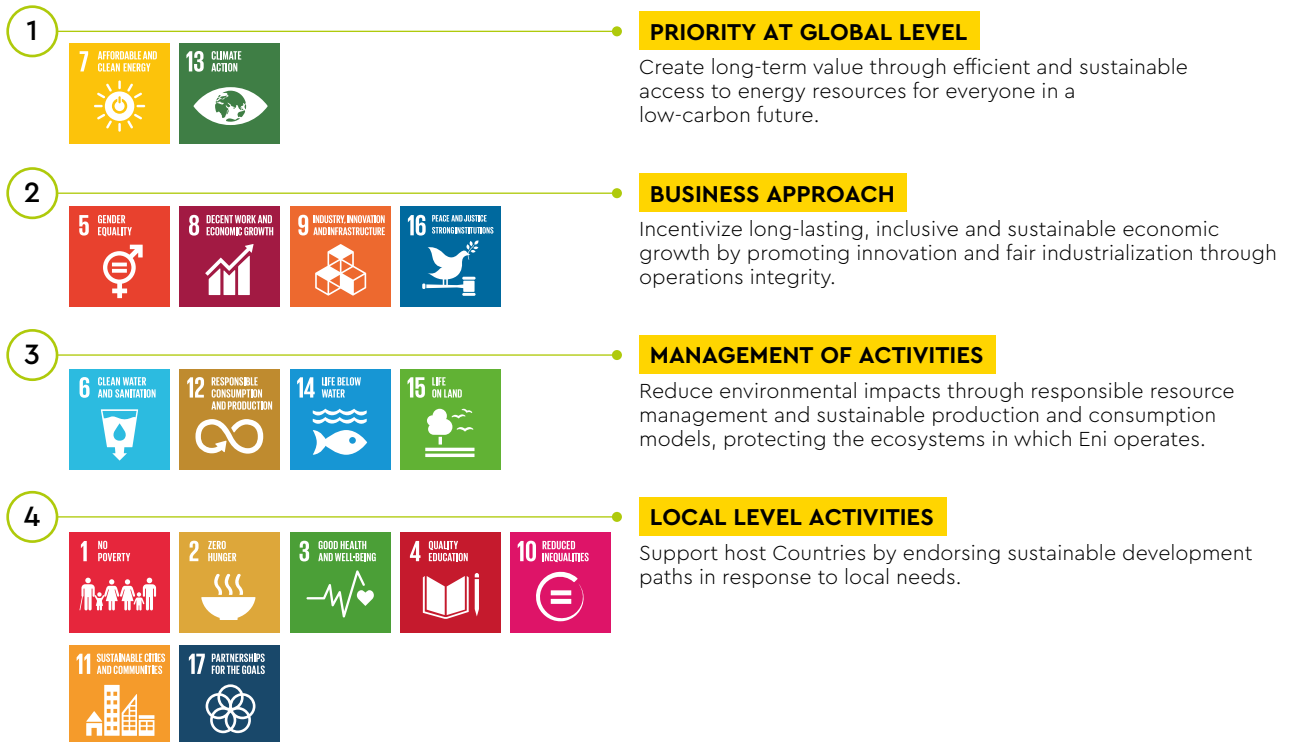 1
7 AFFORDABLE AND
CLEAN ENERGY
13 CLIMATE
ACTION
PRIORITY AT GLOBAL LEVEL
Create long-term value through efficient and sustainable
access to energy resources for everyone in a
low-carbon future.
2
5 GENDER
EQUALITY
8 DECENT WORK AND
ECONOMIC GROWTH
9 INDUSTRY, INNOVATION
AND INFRASTRUCTURE
16 PEACE AND JUSTICE
STRONG INSTITUTIONS
BUSINESS APPROACH
Incentivize long-lasting, inclusive and sustainable economic
growth by promoting innovation and fair industrialization through
operations integrity.
3
6 CLEAN WATER
AND SANITATION
12 RESPONSIBLE
CONSUMPTION
AND PRODUCTION
14 LIFE BELOW
WATER
15 LIFE
ON LAND
MANAGEMENT OF ACTIVITIES
Reduce environmental impacts through responsible resource
management and sustainable production and consumption
models, protecting the ecosystems in which Eni operates.
4
1 NO
POVERTY
2 ZERO
HUNGER
3 GOOD HEALTH
AND WELL-BEING
4 QUALITY
EDUCATION
10 REDUCED
INEQUALITIES
11 SUSTAINABLE CITIES
AND COMMUNITIES
17 PARTNERSHIPS
FOR THE GOALS
LOCAL LEVEL ACTIVITIES
Support host Countries by endorsing sustainable development
paths in response to local needs.